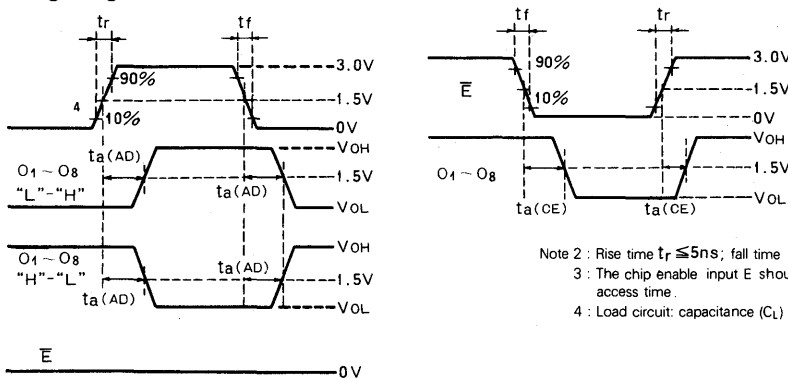 tr
tf
90%
10%
4
3.0V
1.5V
0V
ta(AD)
ta(AD)
O1~O8
"L"-"H"
VOH
1.5V
VOL
O1~O8
"H"-"L"
ta(AD)
ta(AD)
VOH
1.5V
VOL
E̅
0V
tf
tr
E̅
90%
10%
3.0V
1.5V
0V
O1~O8
ta(CE)
ta(CE)
VOH
1.5V
VOL
Note 2 : Rise time tr ≦5ns; fall time
3 : The chip enable input E shou
access time.
4 : Load circuit: capacitance (CL)